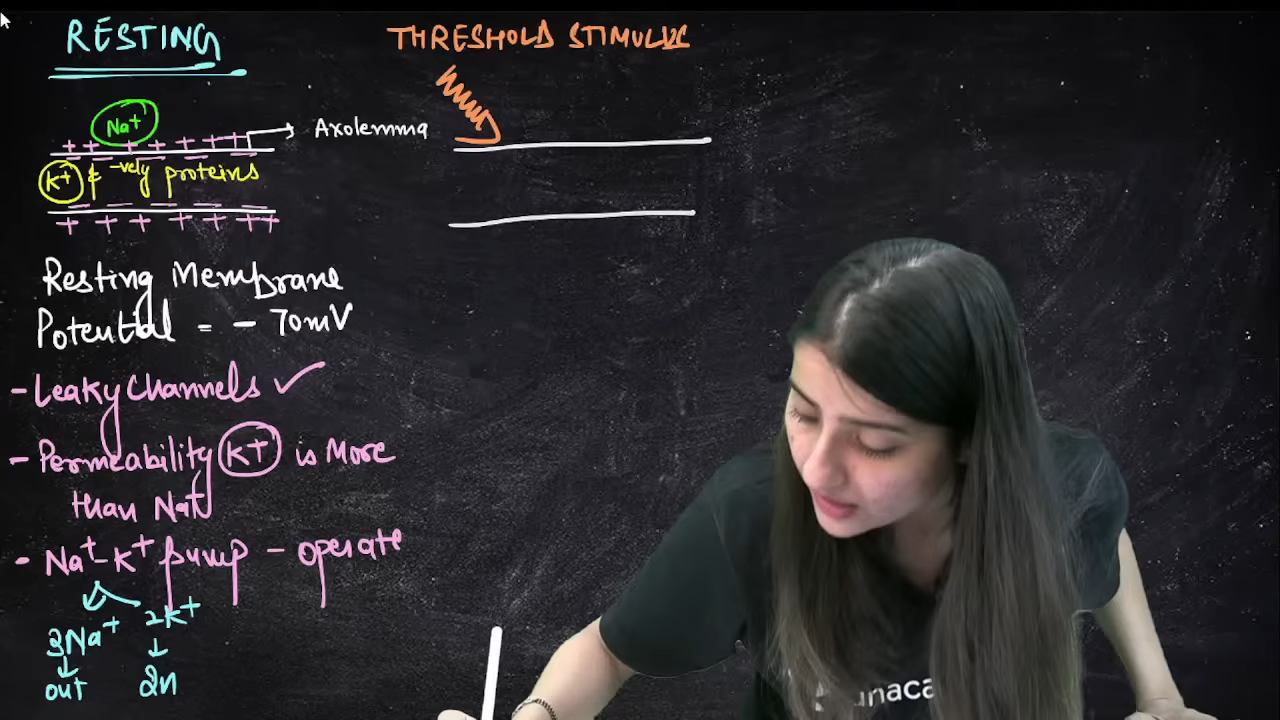 RESTING
THRESHOLD STIMULUS
Na+
+ + + + + + +
Axolemma
K+ & -vely proteins
+ + + + + + +
Resting Membrane
Potential = - 70mV
- Leaky Channels ✓
- Permeability K+ is More
than Na+
- Na+-K+ pump - operate
3Na+ 2K+
↓ ↓
out In
unaca